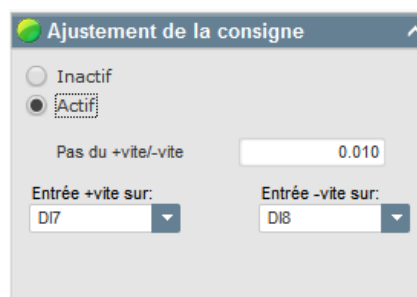 Ajustement de la consigne
Inactif
Actif
Pas du +vite/-vite 0.010
Entrée +vite sur: Entrée -vite sur:
DI7 DI8